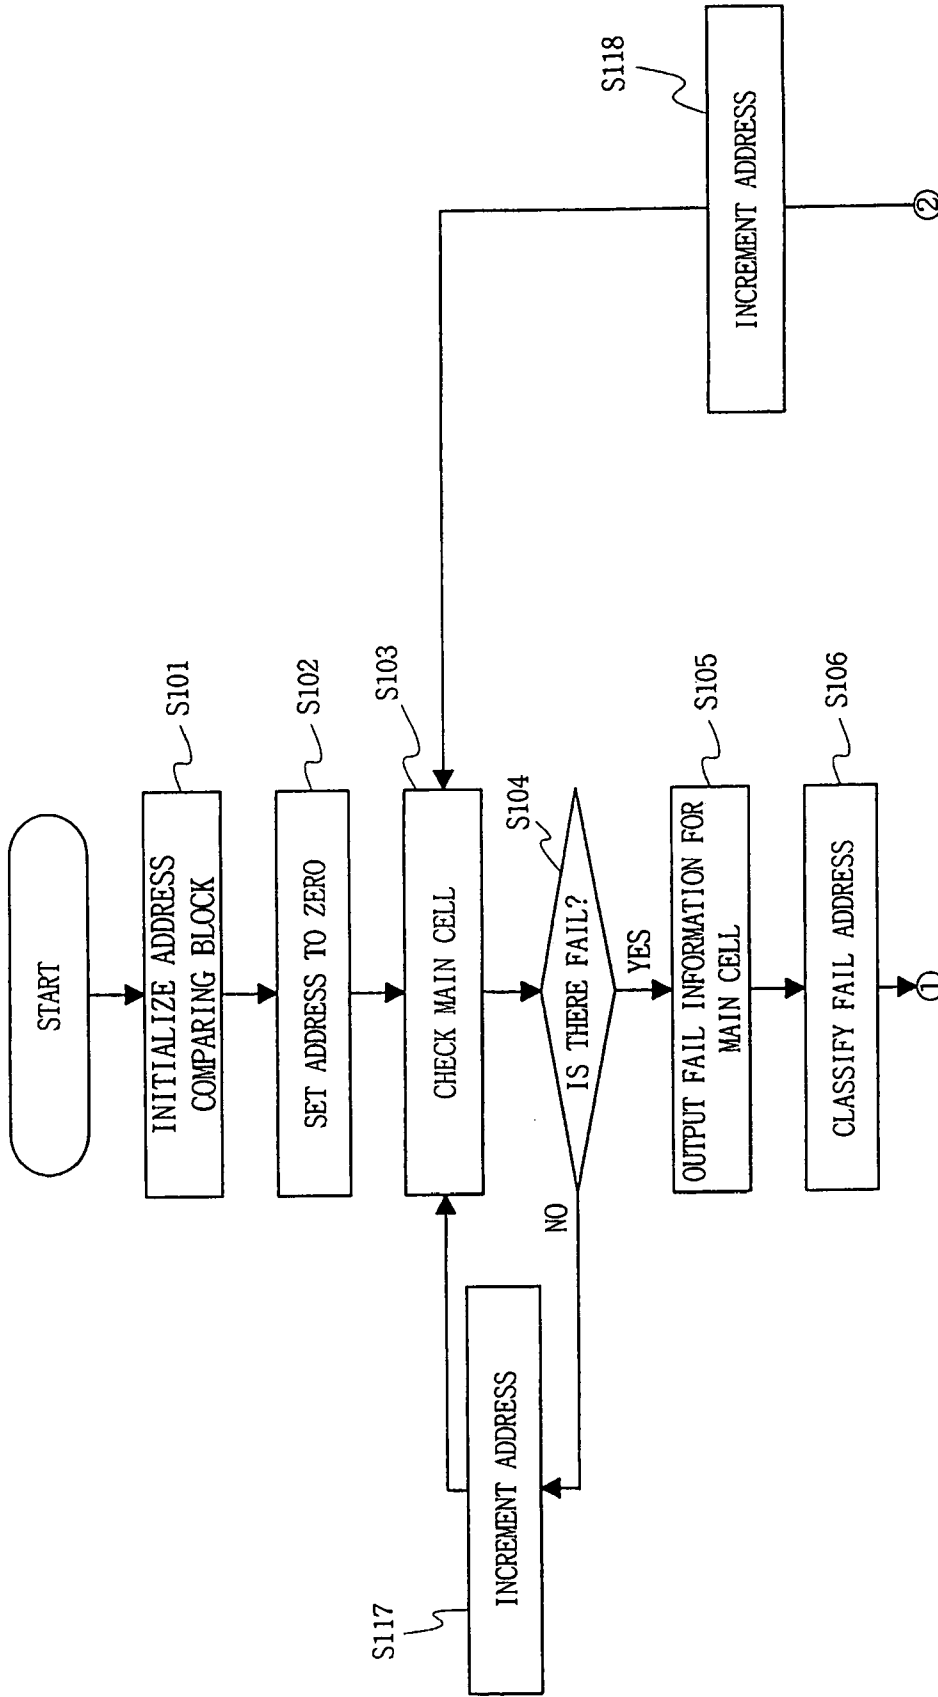 START
INITIALIZE ADDRESS
COMPARING BLOCK
S101
SET ADDRESS TO ZERO
S102
CHECK MAIN CELL
S103
IS THERE FAIL?
S104
NO
YES
INCREMENT ADDRESS
S117
OUTPUT FAIL INFORMATION FOR
MAIN CELL
S105
INCREMENT ADDRESS
S118
CLASSIFY FAIL ADDRESS
S106
①
②